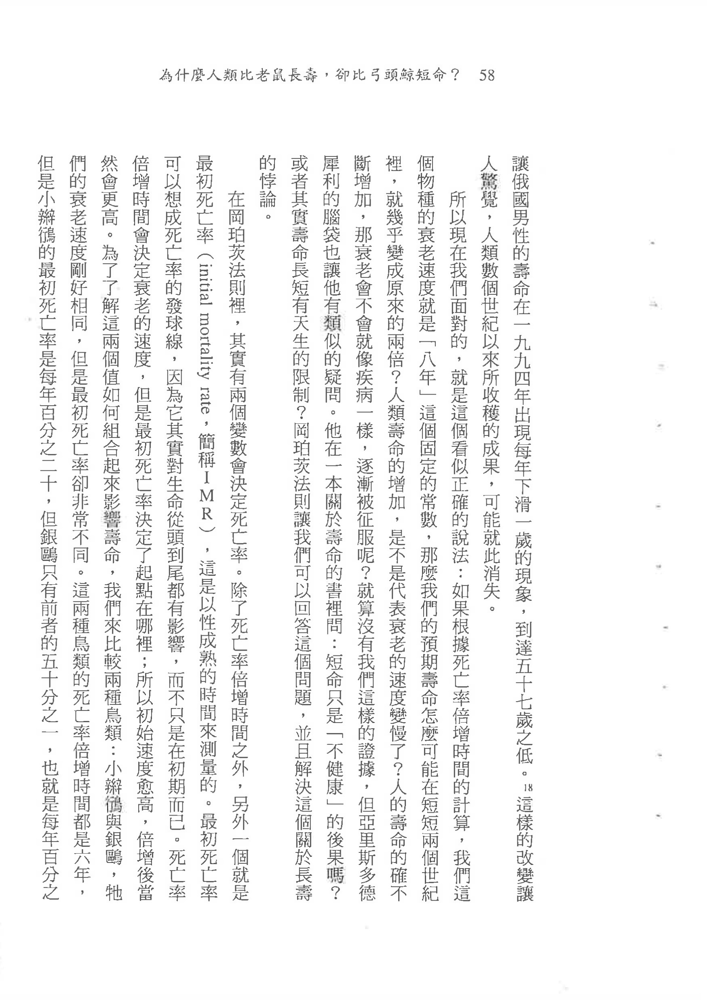 為什麼人類比老鼠長壽，卻比弓頭鯨短命？ 58
讓俄國男性的壽命在一九九四年出現每年下滑一歲的現象，到達五十七歲之低。18這樣的改變讓
人驚覺，人類數個世紀以來所收穫的成果，可能就此消失。
所以現在我們面對的，就是這個看似正確的說法：如果根據死亡率倍增時間的計算，我們這
個物種的衰老速度就是「八年」這個固定的常數，那麼我們的預期壽命怎麼可能在短短兩個世紀
裡，就幾乎變成原來的兩倍？人類壽命的增加，是不是代表衰老的速度變慢了？人的壽命的確不
斷增加，那衰老會不會就像疾病一樣，逐漸被征服呢？就算沒有我們這樣的證據，但亞里斯多德
犀利的腦袋也讓他有類似的疑問。他在一本關於壽命的書裡問：短命只是「不健康」的後果嗎？
或者其實壽命長短有天生的限制？岡珀茨法則讓我們可以回答這個問題，並且解決這個關於長壽
的悖論。
在岡珀茨法則裡，其實有兩個變數會決定死亡率。除了死亡率倍增時間之外，另外一個就是
最初死亡率（initial mortality rate，簡稱IMR），這是以性成熟的時間來測量的。最初死亡率
可以想成死亡率的發球線，因為它其實對生命從頭到尾都有影響，而不只是在初期而已。死亡率
倍增時間會決定衰老的速度，但是最初死亡率決定了起點在哪裡；所以初始速度愈高，倍增後當
然會更高。為了了解這兩個值如何組合起來影響壽命，我們來比較兩種鳥類：小辮鴴與銀鷗，牠
們的衰老速度剛好相同，但是最初死亡率卻非常不同。這兩種鳥類的死亡率倍增時間都是六年，
但是小辮鴴的最初死亡率是每年百分之二十，但銀鷗只有前者的五十分之一，也就是每年百分之